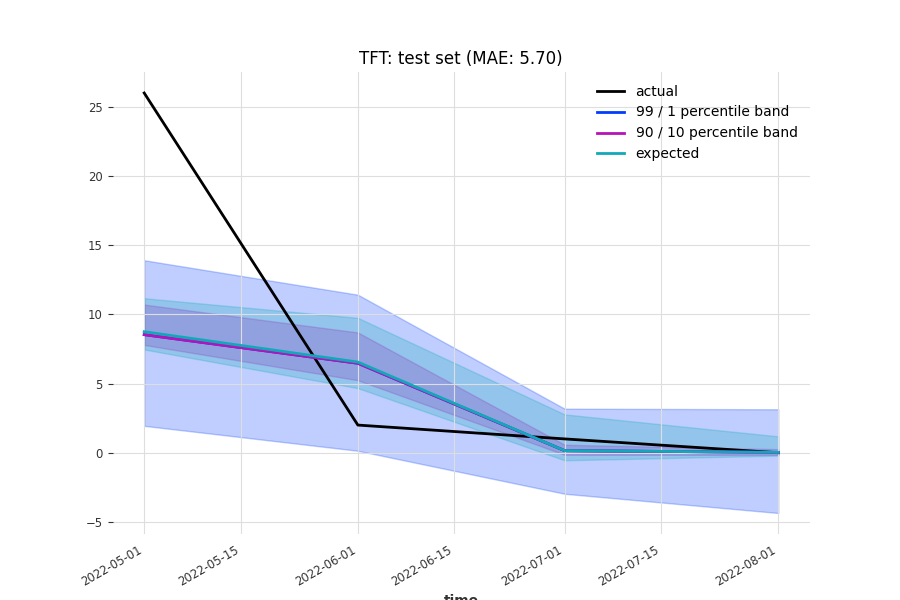 TFT: test set (MAE: 5.70)
actual
99 / 1 percentile band
90 / 10 percentile band
expected
25
20
15
10
5
0
−5
2022-05-01
2022-05-15
2022-06-01
2022-06-15
2022-07-01
2022-07-15
2022-08-01
time